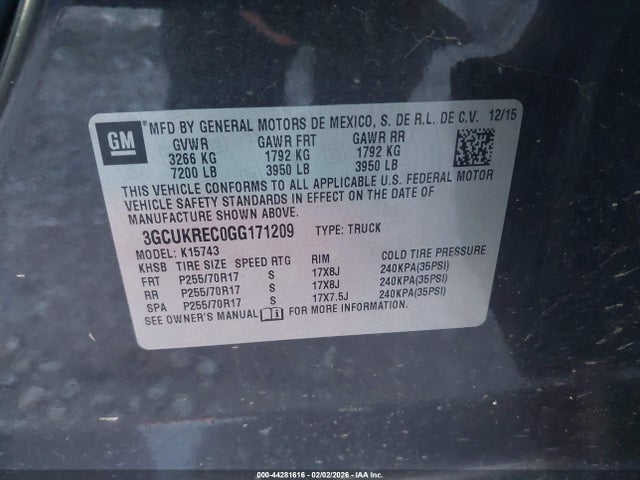 GM
MFD BY GENERAL MOTORS DE MEXICO, S. DE R.L. DE C.V. 12/15
GVWR GAWR FRT GAWR RR
3266 KG 1792 KG 1792 KG
7200 LB 3950 LB 3950 LB
THIS VEHICLE CONFORMS TO ALL APPLICABLE U.S. FEDERAL MOTOR
VEHICLE SAFETY STANDARDS IN EFFECT ON THE DATE OF
MANUFACTURE SHOWN ABOVE.
3GCUKREC0GG171209 TYPE: TRUCK
MODEL: K15743
KHSB TIRE SIZE SPEED RTG RIM COLD TIRE PRESSURE
FRT P255/70R17 S 17X8J 240KPA(35PSI)
RR P255/70R17 S 17X8J 240KPA(35PSI)
SPA P255/70R17 S 17X7.5J 240KPA(35PSI)
SEE OWNER'S MANUAL FOR MORE INFORMATION.
000-44281616 - 02/02/2026 - IAA Inc.